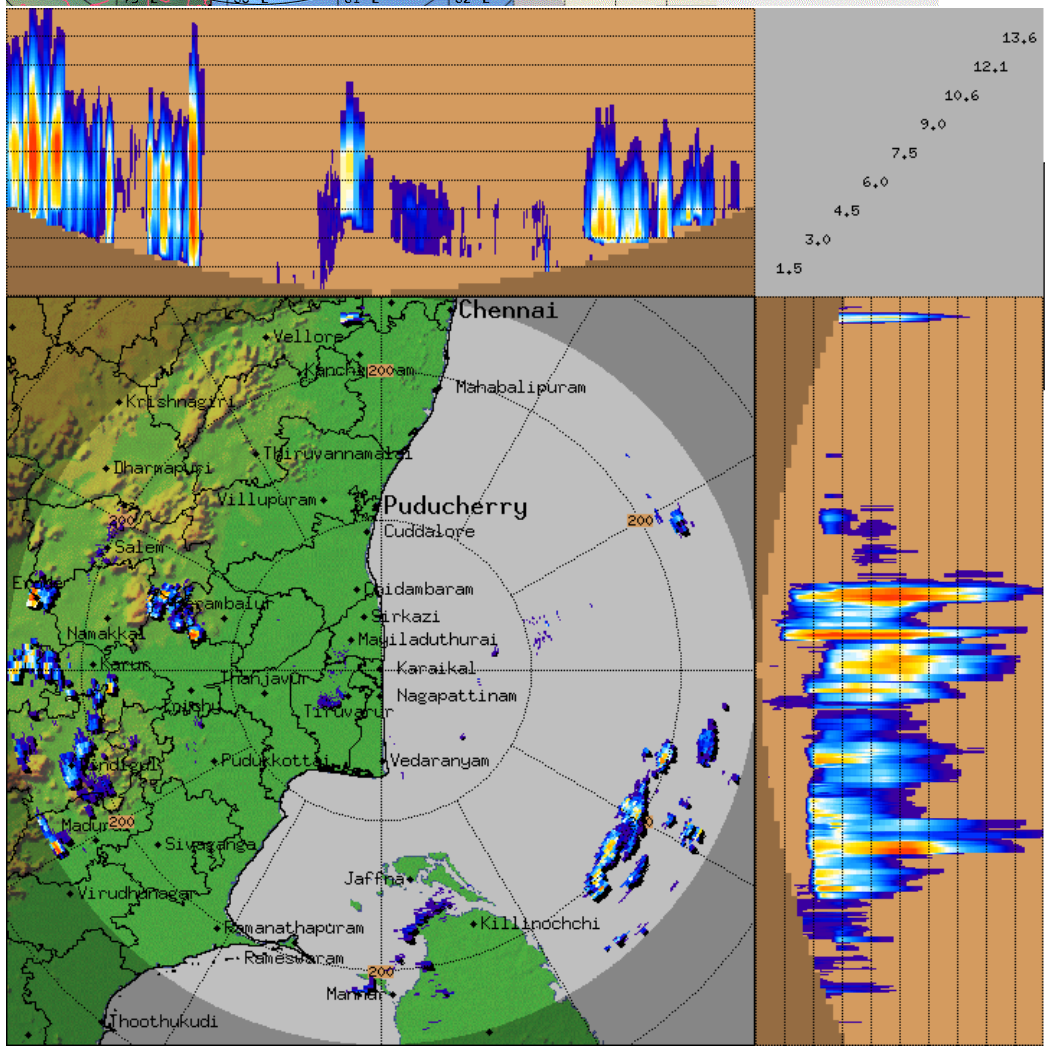 13.6
12.1
10.6
9.0
7.5
6.0
4.5
3.0
1.5
Chennai
Vellore
200
Mahabalipuram
Krishnagiri
Thiruvannamalai
Dharmapuri
Villupuram
Puducherry
200
200
Cuddalore
Salem
Chidambaram
Perambalur
Sirkazi
Namakkal
Mayiladuthurai
Karur
Karaikal
Thanjavur
Nagapattinam
Tiruvarur
Pudukkottai
Vedaranyam
200
Sivaganga
Jaffna
Virudhunagar
Ramanathapuram
Killinochchi
Rameswaram
200
Mannar
Thoothukudi